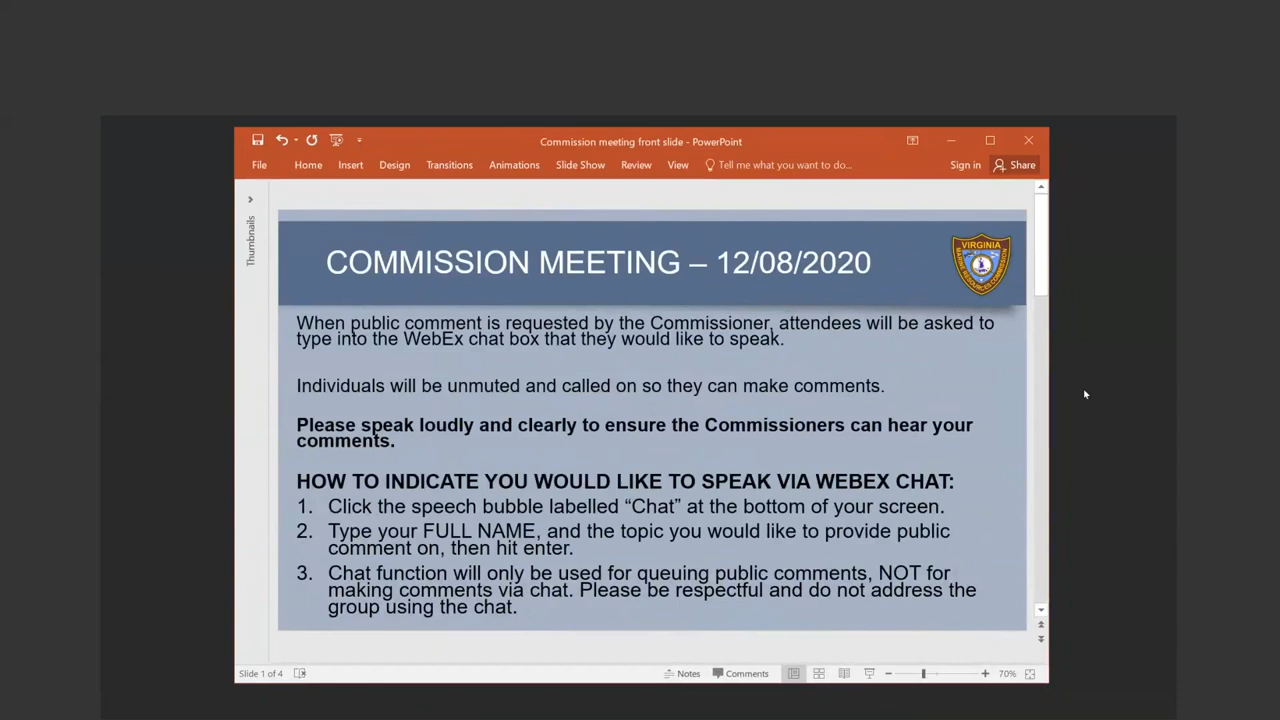 Commission meeting front slide - PowerPoint
File Home Insert Design Transitions Animations Slide Show Review View Tell me what you want to do... Sign in Share
Thumbnails
COMMISSION MEETING – 12/08/2020
VIRGINIA
MARINE RESOURCES COMMISSION
When public comment is requested by the Commissioner, attendees will be asked to
type into the WebEx chat box that they would like to speak.
Individuals will be unmuted and called on so they can make comments.
Please speak loudly and clearly to ensure the Commissioners can hear your
comments.
HOW TO INDICATE YOU WOULD LIKE TO SPEAK VIA WEBEX CHAT:
1. Click the speech bubble labelled “Chat” at the bottom of your screen.
2. Type your FULL NAME, and the topic you would like to provide public
comment on, then hit enter.
3. Chat function will only be used for queuing public comments, NOT for
making comments via chat. Please be respectful and do not address the
group using the chat.
Slide 1 of 4 Notes Comments 70%